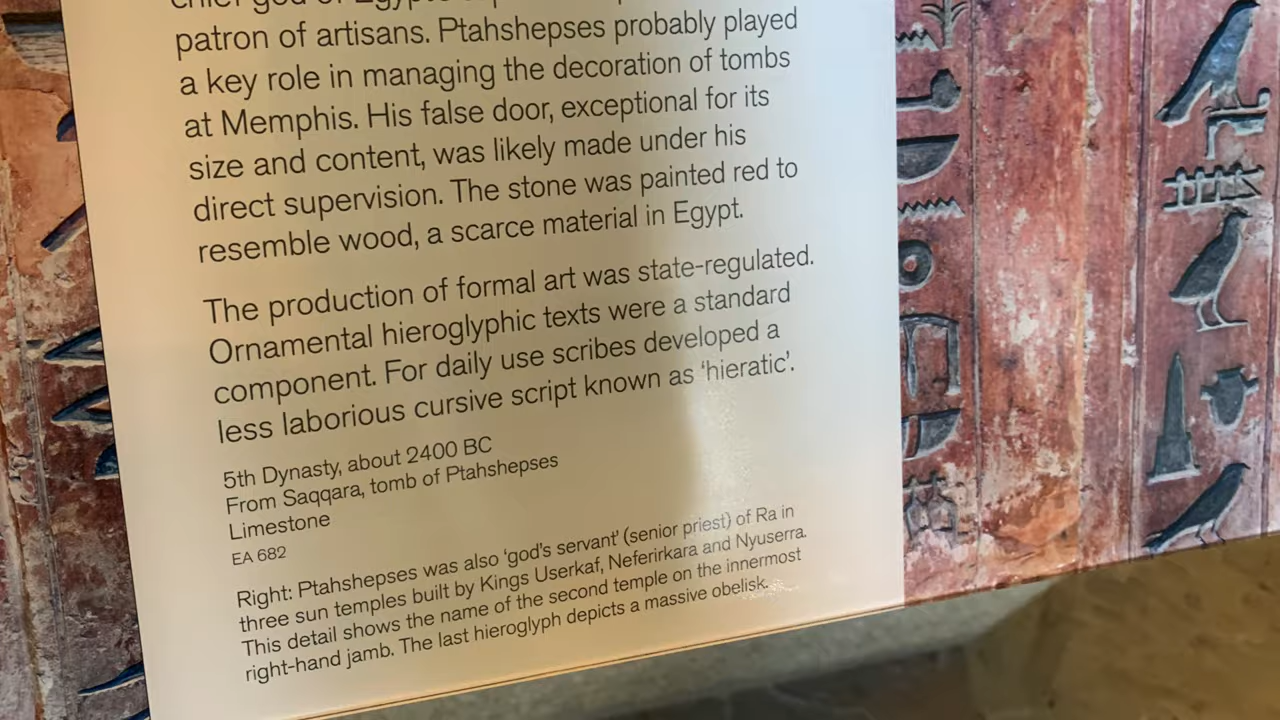 chief god of Egypt's
patron of artisans. Ptahshepses probably played
a key role in managing the decoration of tombs
at Memphis. His false door, exceptional for its
size and content, was likely made under his
direct supervision. The stone was painted red to
resemble wood, a scarce material in Egypt.
The production of formal art was state-regulated.
Ornamental hieroglyphic texts were a standard
component. For daily use scribes developed a
less laborious cursive script known as ‘hieratic’.
5th Dynasty, about 2400 BC
From Saqqara, tomb of Ptahshepses
Limestone
EA 682
Right: Ptahshepses was also ‘god's servant’ (senior priest) of Ra in
three sun temples built by Kings Userkaf, Neferirkara and Nyuserra.
This detail shows the name of the second temple on the innermost
right-hand jamb. The last hieroglyph depicts a massive obelisk.